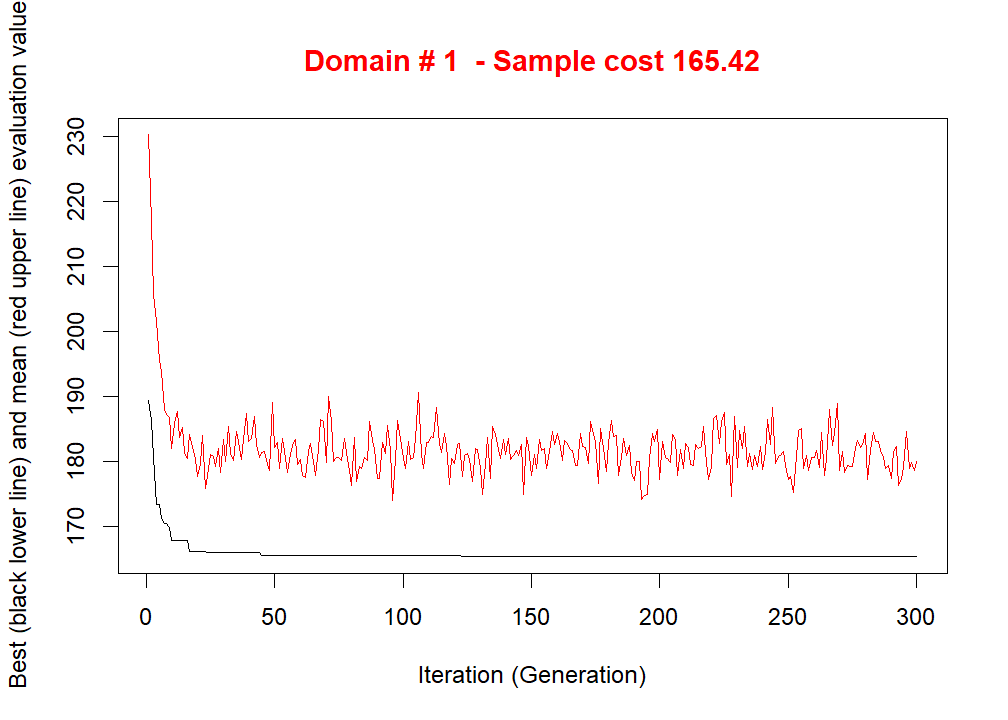 Domain # 1  - Sample cost 165.42
Best (black lower line) and mean (red upper line) evaluation value
230
220
210
200
190
180
170
0 50 100 150 200 250 300
Iteration (Generation)